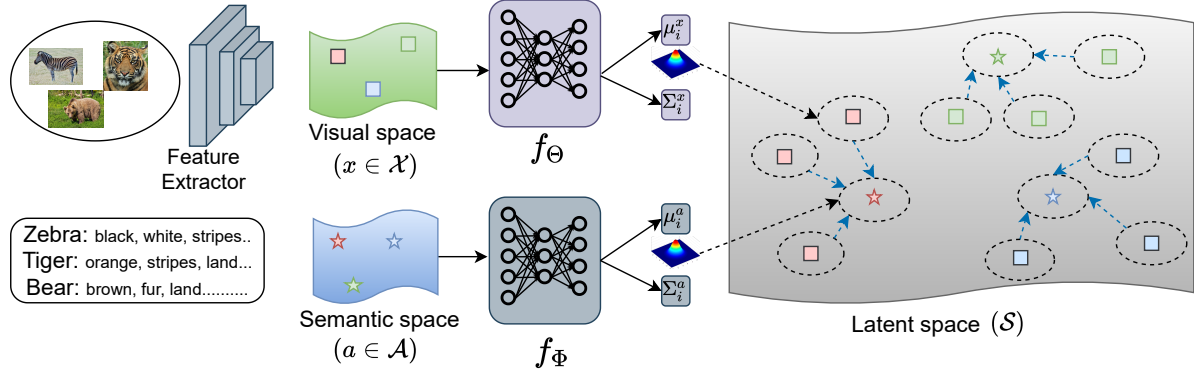 Feature
Extractor
Visual space
(x ∈ 𝒳)
f_Θ
μ_i^x
Σ_i^x
Zebra: black, white, stripes..
Tiger: orange, stripes, land...
Bear: brown, fur, land..........
Semantic space
(a ∈ 𝒜)
f_Φ
μ_i^a
Σ_i^a
Latent space (𝒮)